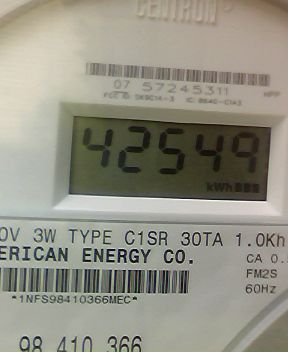 CENTRON
07 57245311
42549
kWh
0V 3W TYPE C1SR 30TA 1.0Kh
ERICAN ENERGY CO.
CA 0.
FM2S
*1NFS98410366MEC*
60Hz
98 410 366